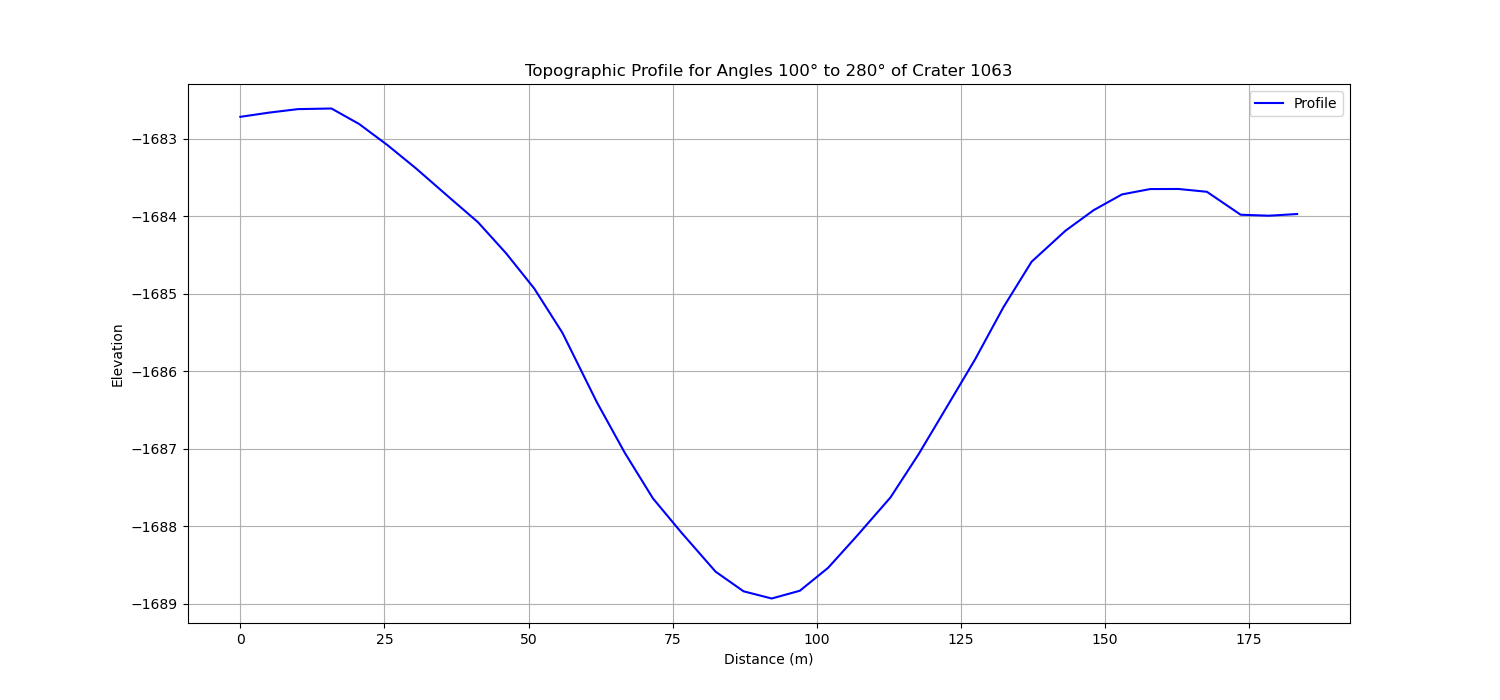 Topographic Profile for Angles 100° to 280° of Crater 1063
Profile
Elevation
−1683
−1684
−1685
−1686
−1687
−1688
−1689
0 25 50 75 100 125 150 175
Distance (m)